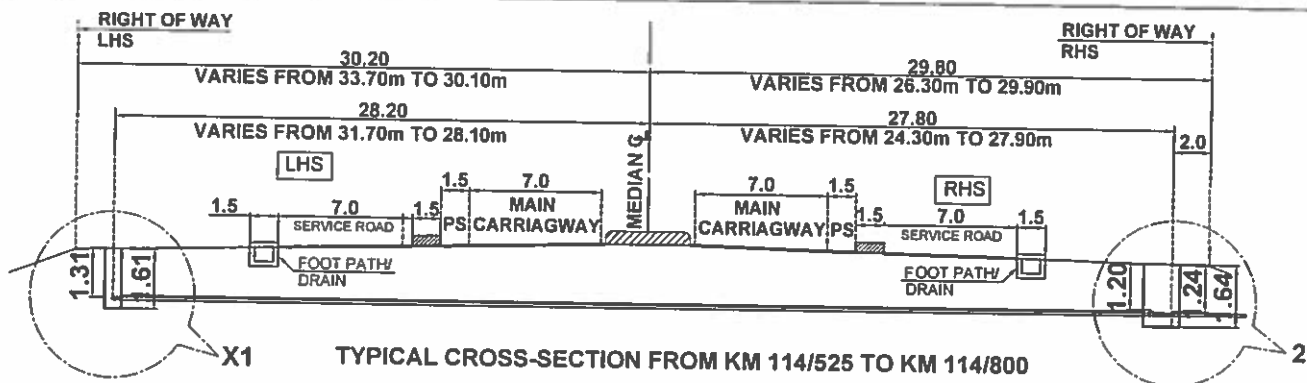 RIGHT OF WAY
LHS
RIGHT OF WAY
RHS
30.20
VARIES FROM 33.70m TO 30.10m
29.80
VARIES FROM 26.30m TO 29.90m
28.20
VARIES FROM 31.70m TO 28.10m
27.80
VARIES FROM 24.30m TO 27.90m
2.0
LHS
MEDIAN
RHS
1.5
7.0
SERVICE ROAD
1.5
1.5
PS
7.0
MAIN
CARRIAGWAY
7.0
MAIN
CARRIAGWAY
1.5
PS
1.5
7.0
SERVICE ROAD
1.5
FOOT PATH/
DRAIN
FOOT PATH/
DRAIN
1.31
1.61
1.20
1.24
1.64
X1
TYPICAL CROSS-SECTION FROM KM 114/525 TO KM 114/800
2